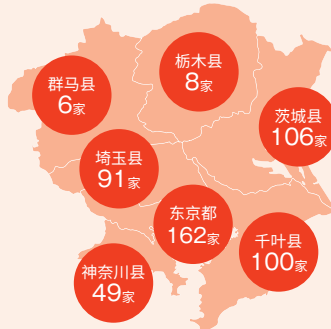 栃木县
8家
群马县
6家
茨城县
106家
埼玉县
91家
东京都
162家
千叶县
100家
神奈川县
49家